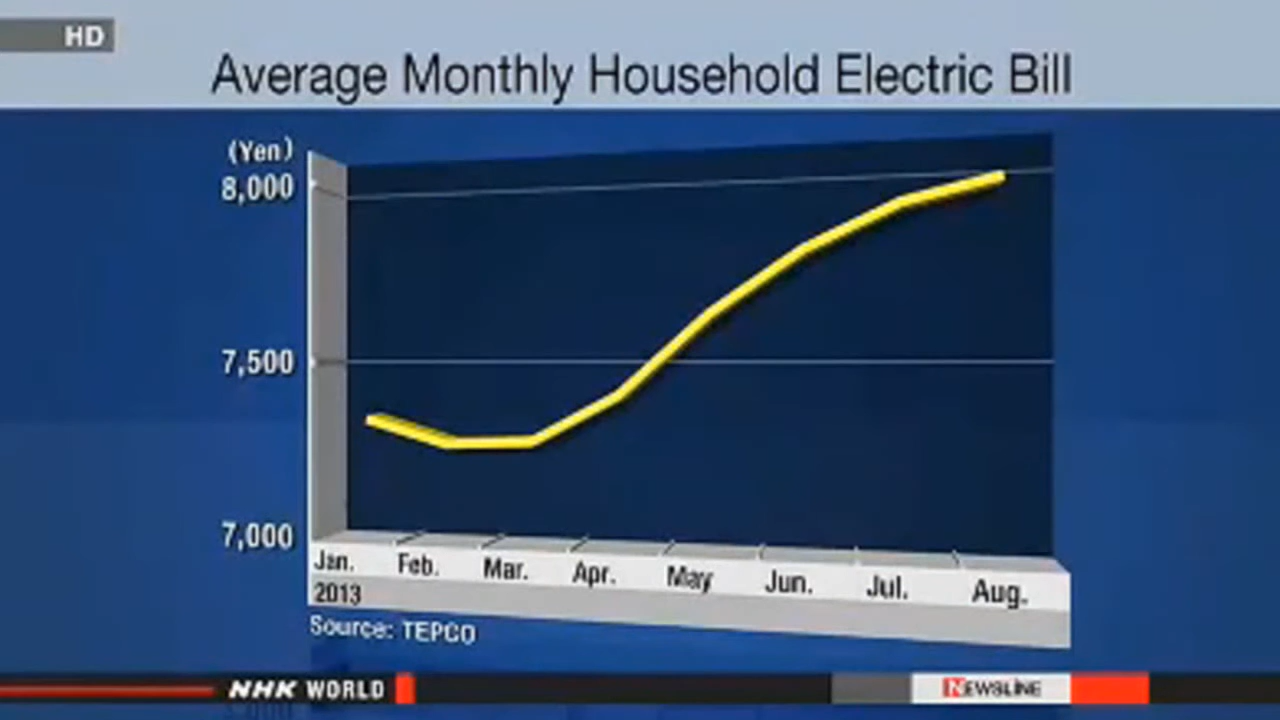 HD
Average Monthly Household Electric Bill
(Yen)
8,000
7,500
7,000
Jan. Feb. Mar. Apr. May Jun. Jul. Aug.
2013
Source: TEPCO
NHK WORLD NEWSLINE